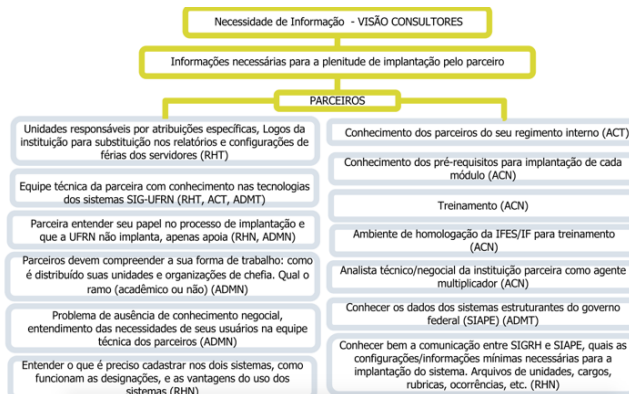 Necessidade de Informação - VISÃO CONSULTORES
Informações necessárias para a plenitude de implantação pelo parceiro
PARCEIROS
Unidades responsáveis por atribuições específicas, Logos da
instituição para substituição nos relatórios e configurações de
férias dos servidores (RHT)
Equipe técnica da parceira com conhecimento nas tecnologias
dos sistemas SIG-UFRN (RHT, ACT, ADMT)
Parceira entender seu papel no processo de implantação e
que a UFRN não implanta, apenas apoia (RHN, ADMN)
Parceiros devem compreender a sua forma de trabalho: como
é distribuído suas unidades e organizações de chefia. Qual o
ramo (acadêmico ou não) (ADMN)
Problema de ausência de conhecimento negocial,
entendimento das necessidades de seus usuários na equipe
técnica dos parceiros (ADMN)
Entender o que é preciso cadastrar nos dois sistemas, como
funcionam as designações, e as vantagens do uso dos
sistemas (RHN)
Conhecimento dos parceiros do seu regimento interno (ACT)
Conhecimento dos pré-requisitos para implantação de cada
módulo (ACN)
Treinamento (ACN)
Ambiente de homologação da IFES/IF para treinamento
(ACN)
Analista técnico/negocial da instituição parceira como agente
multiplicador (ACN)
Conhecer os dados dos sistemas estruturantes do governo
federal (SIAPE) (ADMT)
Conhecer bem a comunicação entre SIGRH e SIAPE, quais as
configurações/informações mínimas necessárias para a
implantação do sistema. Arquivos de unidades, cargos,
rubricas, ocorrências, etc. (RHN)